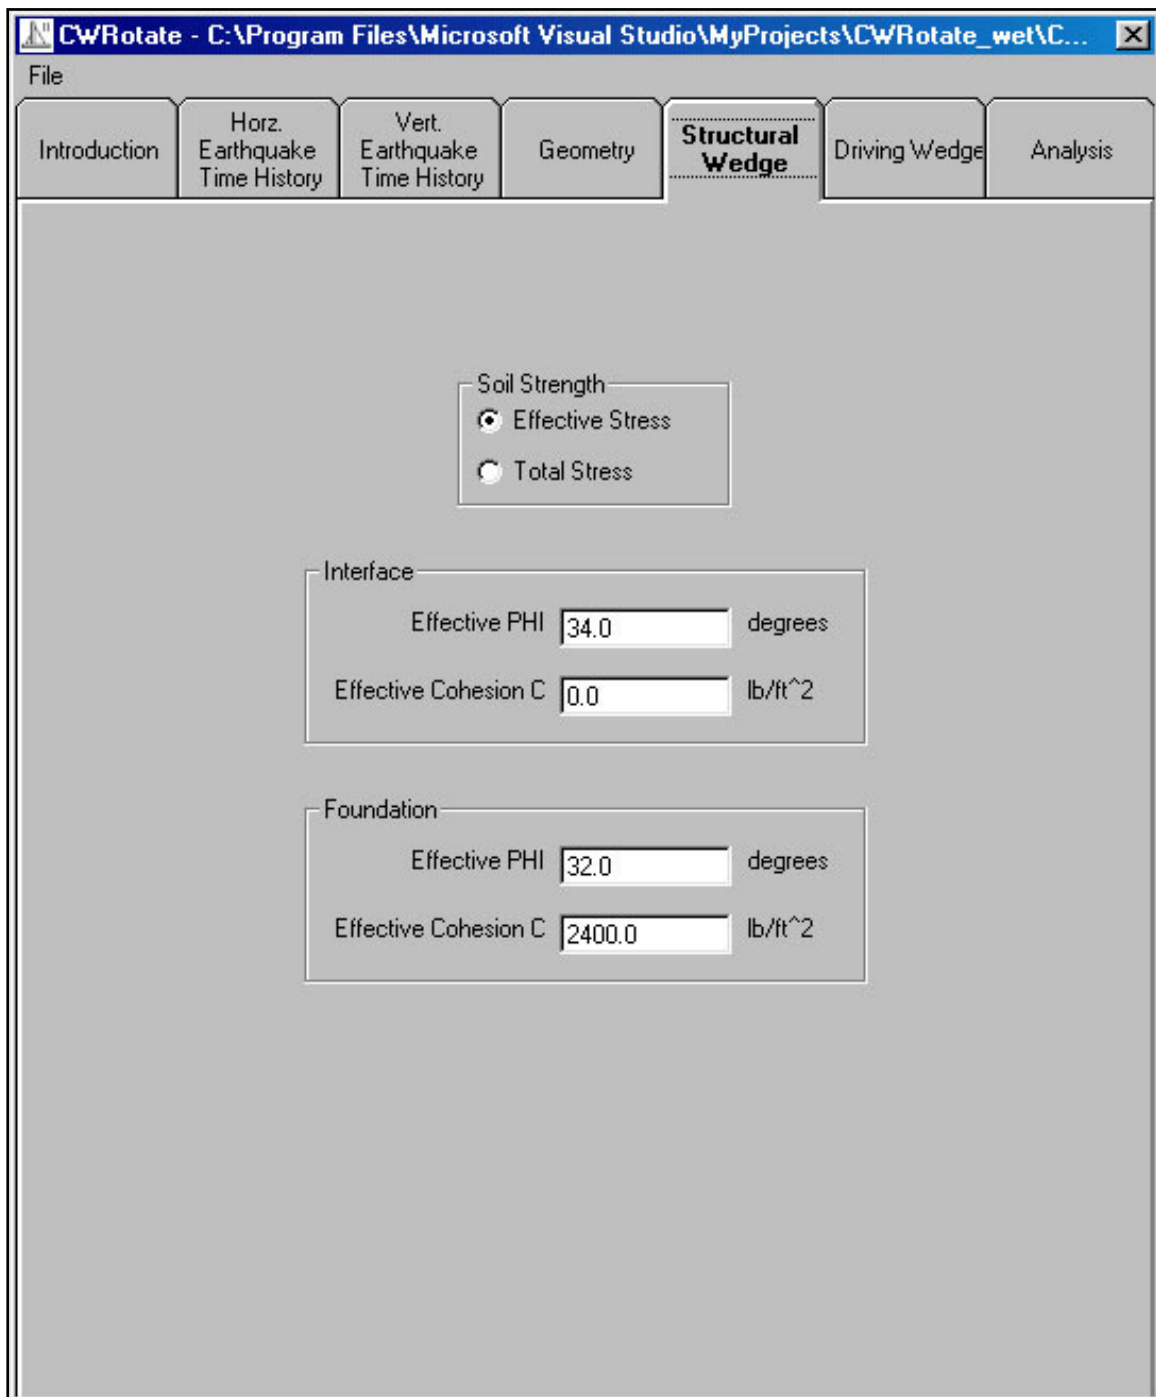 CWRotate - C:\Program Files\Microsoft Visual Studio\MyProjects\CWRotate_wet\C...
File
Introduction
Horz.
Earthquake
Time History
Vert.
Earthquake
Time History
Geometry
Structural
Wedge
Driving Wedge
Analysis
Soil Strength
Effective Stress
Total Stress
Interface
Effective PHI 34.0 degrees
Effective Cohesion C 0.0 lb/ft^2
Foundation
Effective PHI 32.0 degrees
Effective Cohesion C 2400.0 lb/ft^2